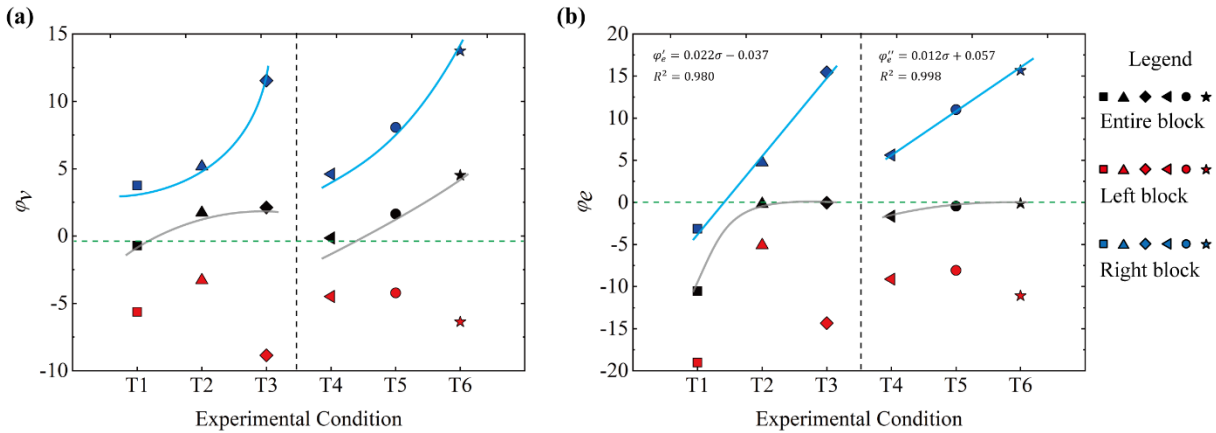 (a)
15
10
5
0
-5
-10
φv
T1 T2 T3 T4 T5 T6
Experimental Condition
(b)
20
15
10
5
0
-5
-10
-15
-20
φe
φe′ = 0.022σ − 0.037
R² = 0.980
φe′′ = 0.012σ + 0.057
R² = 0.998
T1 T2 T3 T4 T5 T6
Experimental Condition
Legend
Entire block
Left block
Right block